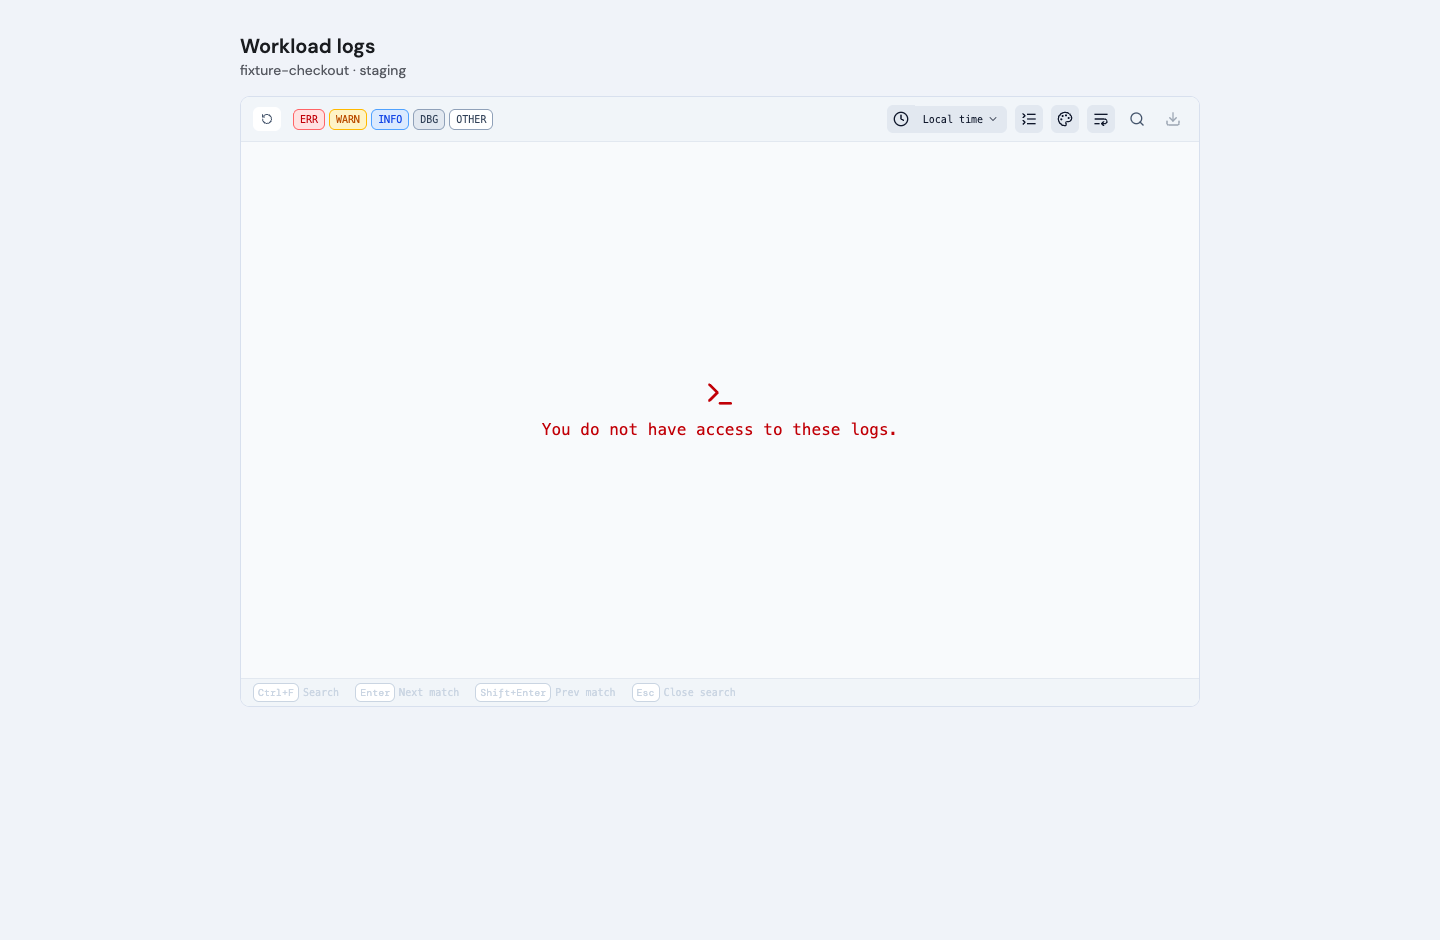 Workload logs
fixture-checkout · staging
ERR WARN INFO DBG OTHER Local time
You do not have access to these logs.
Ctrl+F Search Enter Next match Shift+Enter Prev match Esc Close search